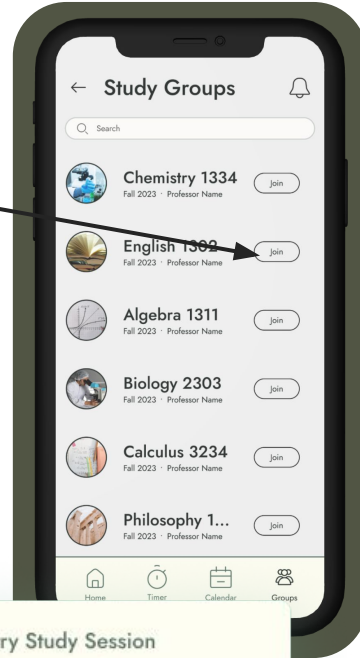 Study Groups
Search
Chemistry 1334
Join
Fall 2023 · Professor Name
English 1302
Join
Fall 2023 · Professor Name
Algebra 1311
Join
Fall 2023 · Professor Name
Biology 2303
Join
Fall 2023 · Professor Name
Calculus 3234
Join
Fall 2023 · Professor Name
Philosophy 1...
Join
Fall 2023 · Professor Name
Home Timer Calendar Groups
ry Study Session